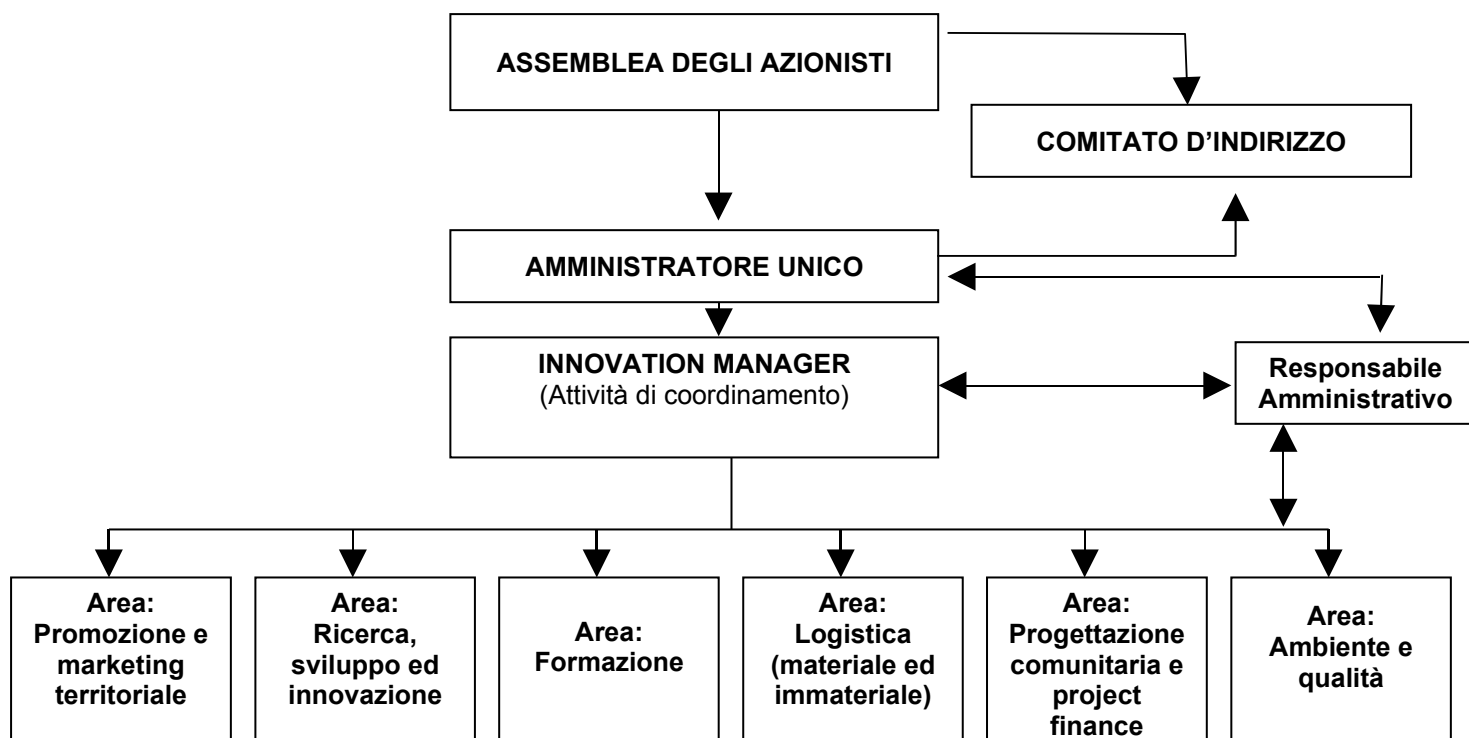 ASSEMBLEA DEGLI AZIONISTI
COMITATO D’INDIRIZZO
AMMINISTRATORE UNICO
INNOVATION MANAGER
(Attività di coordinamento)
Responsabile
Amministrativo
Area:
Promozione e
marketing
territoriale
Area:
Ricerca,
sviluppo ed
innovazione
Area:
Formazione
Area:
Logistica
(materiale ed
immateriale)
Area:
Progettazione
comunitaria e
project
finance
Area:
Ambiente e
qualità